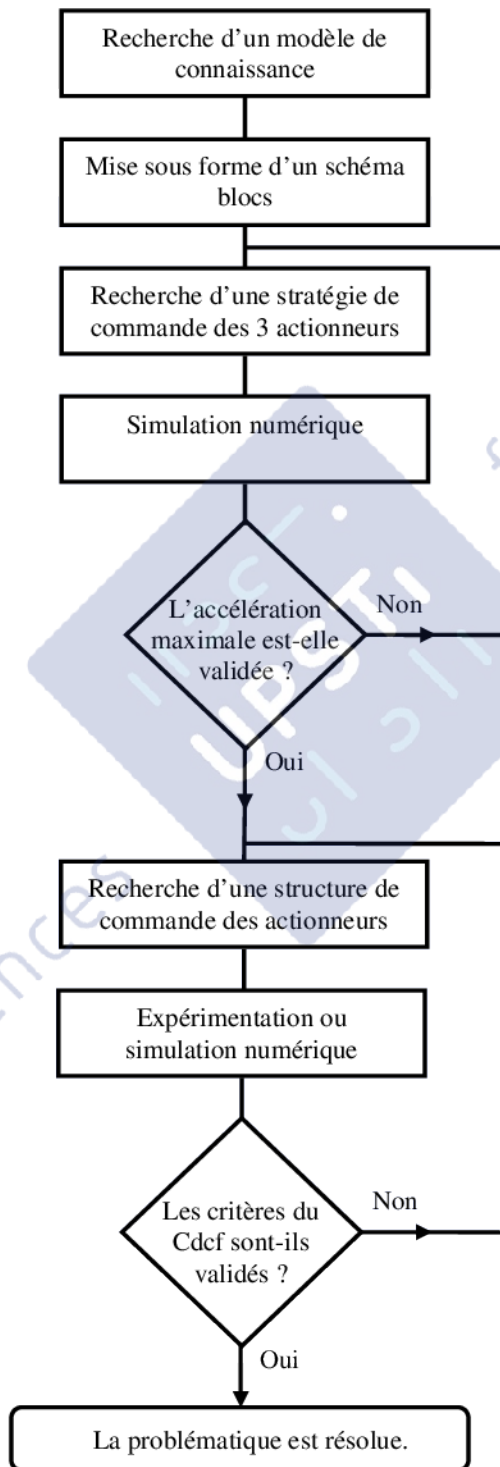 Recherche d’un modèle de
connaissance
Mise sous forme d’un schéma
blocs
Recherche d’une stratégie de
commande des 3 actionneurs
Simulation numérique
L’accélération
maximale est-elle
validée ?
Non
Oui
UPSTI
Recherche d’une structure de
commande des actionneurs
Expérimentation ou
simulation numérique
Les critères du
Cdcf sont-ils
validés ?
Non
Oui
La problématique est résolue.